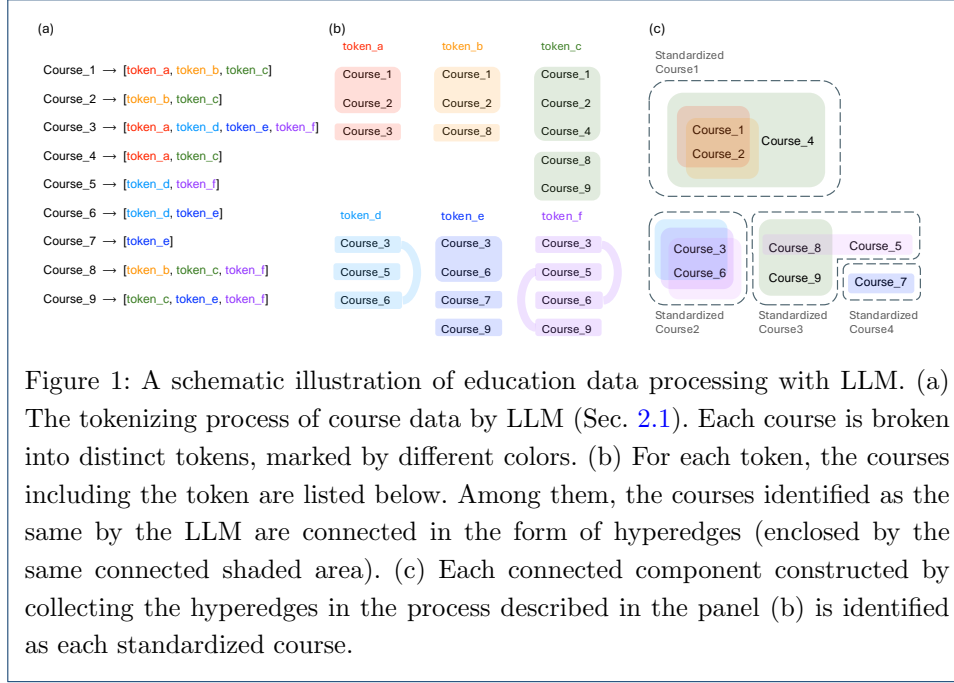 (a)
Course_1 → [token_a, token_b, token_c]
Course_2 → [token_b, token_c]
Course_3 → [token_a, token_d, token_e, token_f]
Course_4 → [token_a, token_c]
Course_5 → [token_d, token_f]
Course_6 → [token_d, token_e]
Course_7 → [token_e]
Course_8 → [token_b, token_c, token_f]
Course_9 → [token_c, token_e, token_f]
(b)
token_a
Course_1
Course_2
Course_3
token_b
Course_1
Course_2
Course_8
token_c
Course_1
Course_2
Course_4
Course_8
Course_9
token_d
Course_3
Course_5
Course_6
token_e
Course_3
Course_6
Course_7
Course_9
token_f
Course_3
Course_5
Course_6
Course_9
(c)
Standardized
Course1
Course_1
Course_2
Course_4
Course_3
Course_6
Standardized
Course2
Course_8
Course_5
Course_9
Standardized
Course3
Course_7
Standardized
Course4
Figure 1: A schematic illustration of education data processing with LLM. (a)
The tokenizing process of course data by LLM (Sec. 2.1). Each course is broken
into distinct tokens, marked by different colors. (b) For each token, the courses
including the token are listed below. Among them, the courses identified as the
same by the LLM are connected in the form of hyperedges (enclosed by the
same connected shaded area). (c) Each connected component constructed by
collecting the hyperedges in the process described in the panel (b) is identified
as each standardized course.